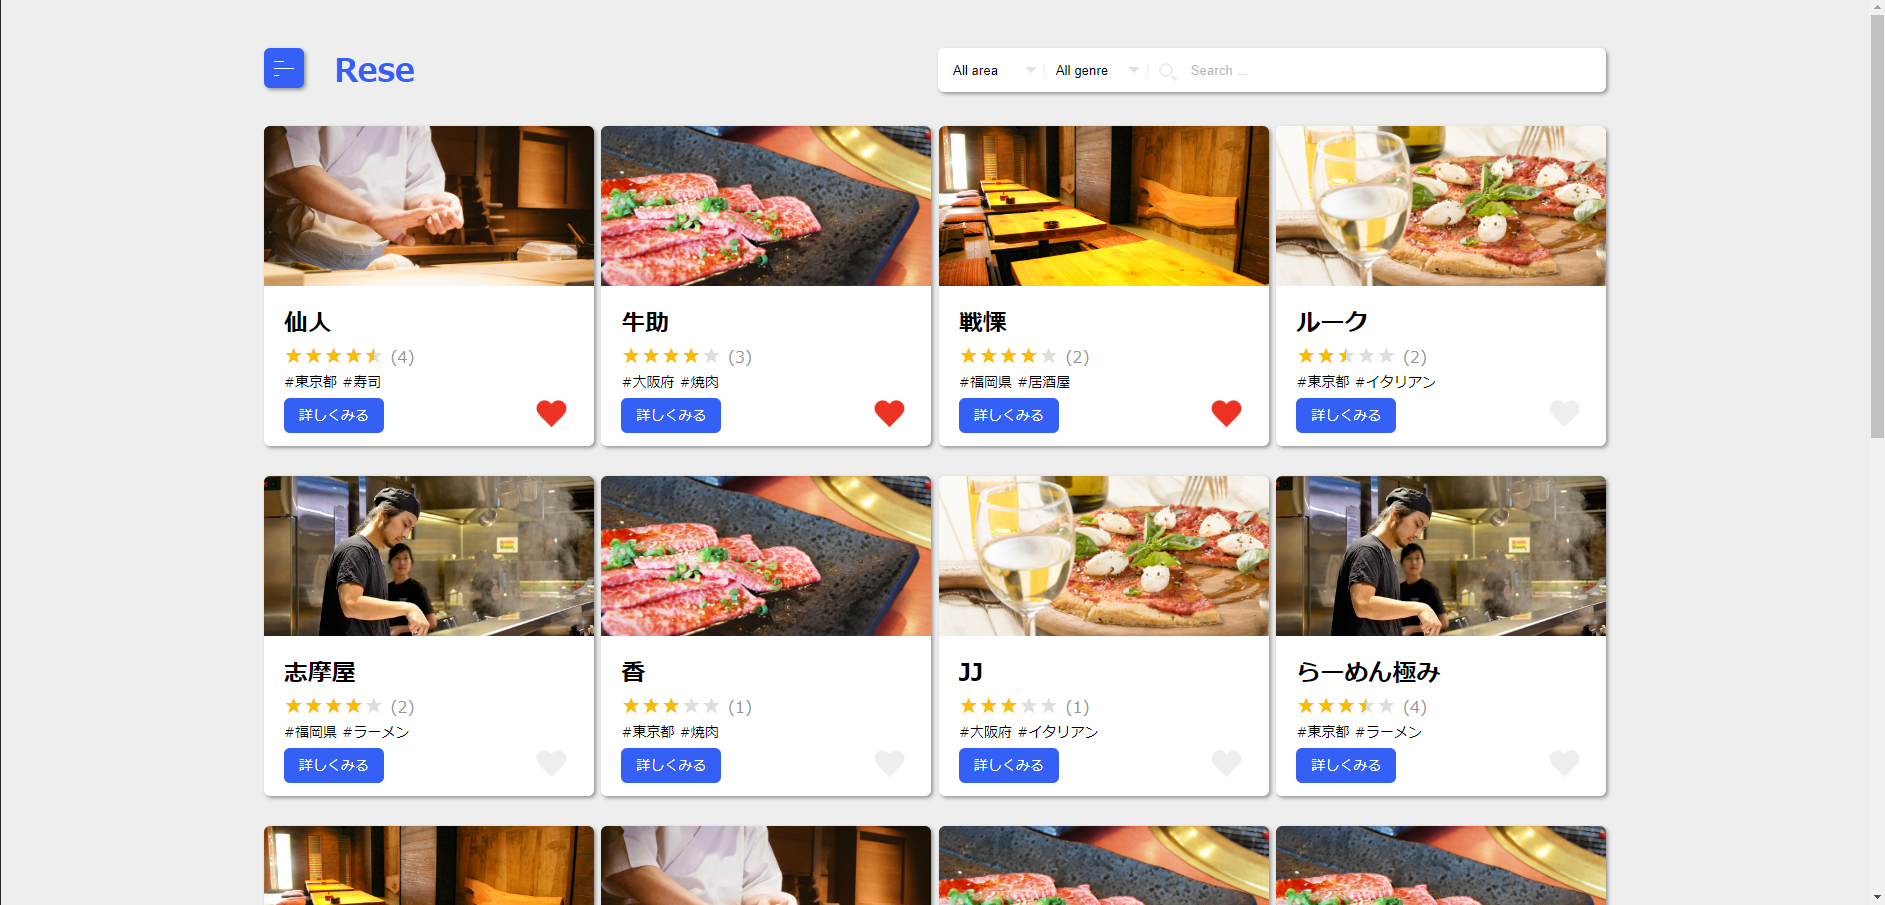 Rese
All area All genre Search ...
仙人
★★★★★ (4)
#東京都 #寿司
詳しくみる
牛助
★★★★★ (3)
#大阪府 #焼肉
詳しくみる
戦慄
★★★★★ (2)
#福岡県 #居酒屋
詳しくみる
ルーク
★★★★★ (2)
#東京都 #イタリアン
詳しくみる
志摩屋
★★★★★ (2)
#福岡県 #ラーメン
詳しくみる
香
★★★★★ (1)
#東京都 #焼肉
詳しくみる
JJ
★★★★★ (1)
#大阪府 #イタリアン
詳しくみる
らーめん極み
★★★★★ (4)
#東京都 #ラーメン
詳しくみる